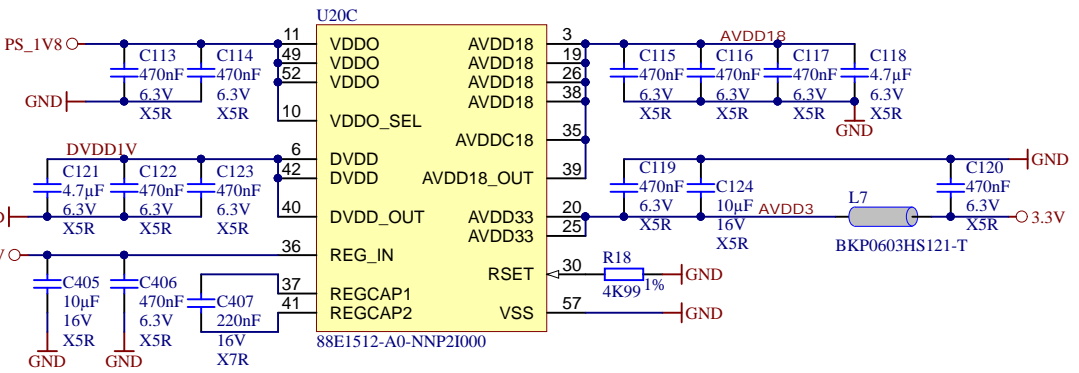 U20C
PS_1V8
11
VDDO
49
VDDO
52
VDDO
10
VDDO_SEL
C113
470nF
6.3V
X5R
C114
470nF
6.3V
X5R
GND
DVDD1V
6
DVDD
42
DVDD
40
DVDD_OUT
C121
4.7µF
6.3V
X5R
C122
470nF
6.3V
X5R
C123
470nF
6.3V
X5R
36
REG_IN
37
REGCAP1
41
REGCAP2
C405
10µF
16V
X5R
GND
C406
470nF
6.3V
X5R
GND
C407
220nF
16V
X7R
3
AVDD18
19
AVDD18
26
AVDD18
38
AVDD18
35
AVDDC18
39
AVDD18_OUT
20
AVDD33
25
AVDD33
30
RSET
57
VSS
88E1512-A0-NNP2I000
AVDD18
C115
470nF
6.3V
X5R
C116
470nF
6.3V
X5R
C117
470nF
6.3V
X5R
C118
4.7µF
6.3V
X5R
GND
C119
470nF
6.3V
X5R
C124
10µF
16V
X5R
AVDD3
L7
BKP0603HS121-T
C120
470nF
6.3V
X5R
GND
3.3V
R18
4K99
1%
GND
GND